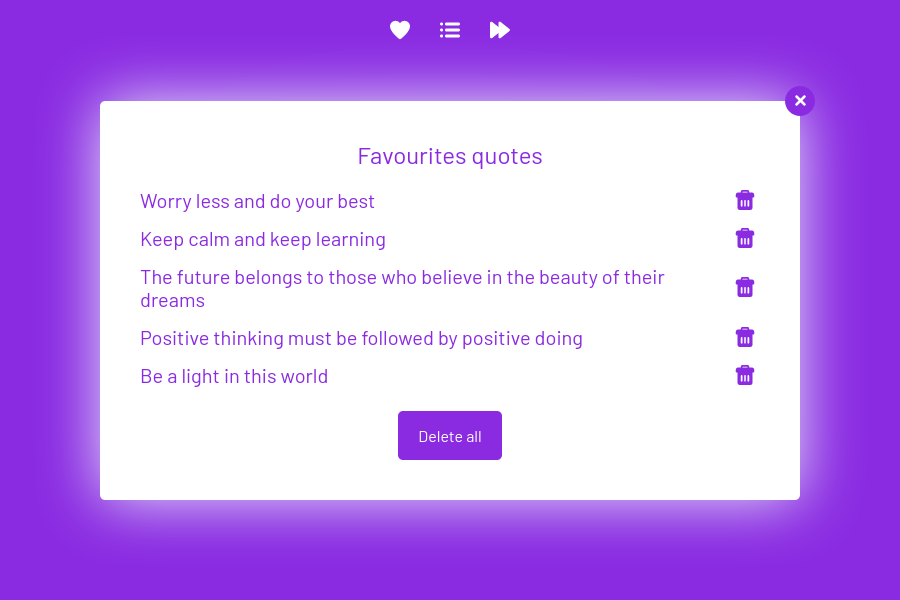 Favourites quotes
Worry less and do your best
Keep calm and keep learning
The future belongs to those who believe in the beauty of their
dreams
Positive thinking must be followed by positive doing
Be a light in this world
Delete all